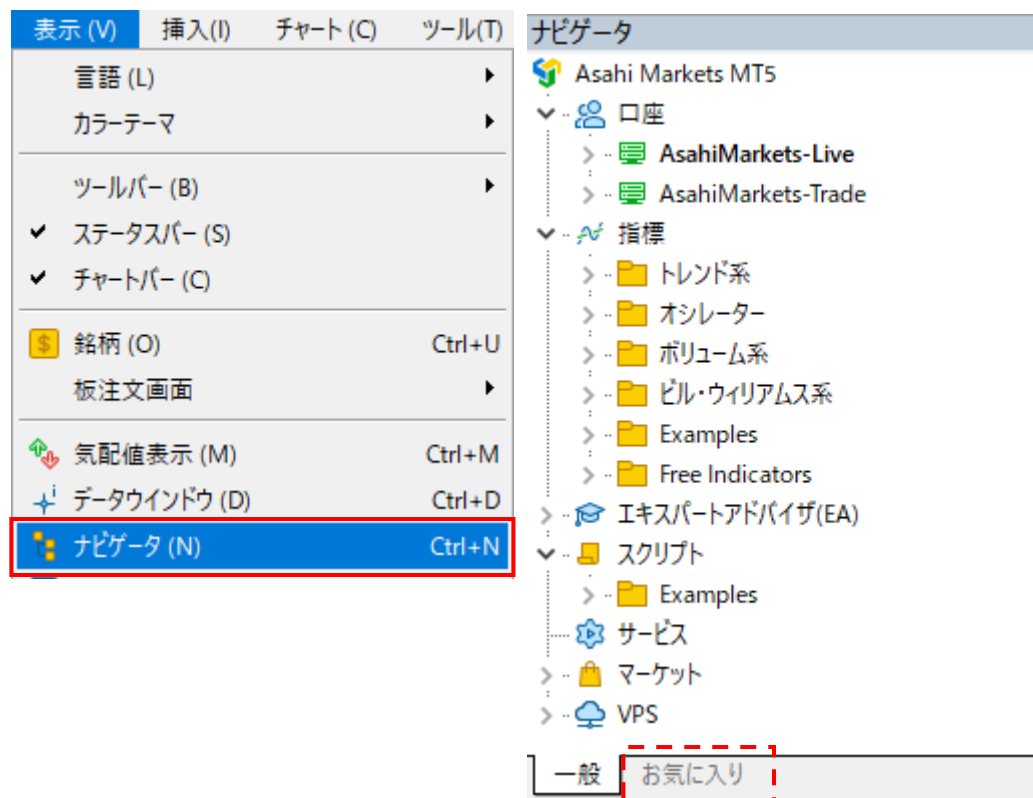 表示 (V) 挿入(I) チャート (C) ツール(T)
言語 (L)
カラーテーマ
ツールバー (B)
ステータスバー (S)
チャートバー (C)
銘柄 (O) Ctrl+U
板注文画面
気配値表示 (M) Ctrl+M
データウインドウ (D) Ctrl+D
ナビゲータ (N) Ctrl+N
ナビゲータ
Asahi Markets MT5
口座
AsahiMarkets-Live
AsahiMarkets-Trade
指標
トレンド系
オシレーター
ボリューム系
ビル・ウィリアムス系
Examples
Free Indicators
エキスパートアドバイザ(EA)
スクリプト
Examples
サービス
マーケット
VPS
一般 お気に入り